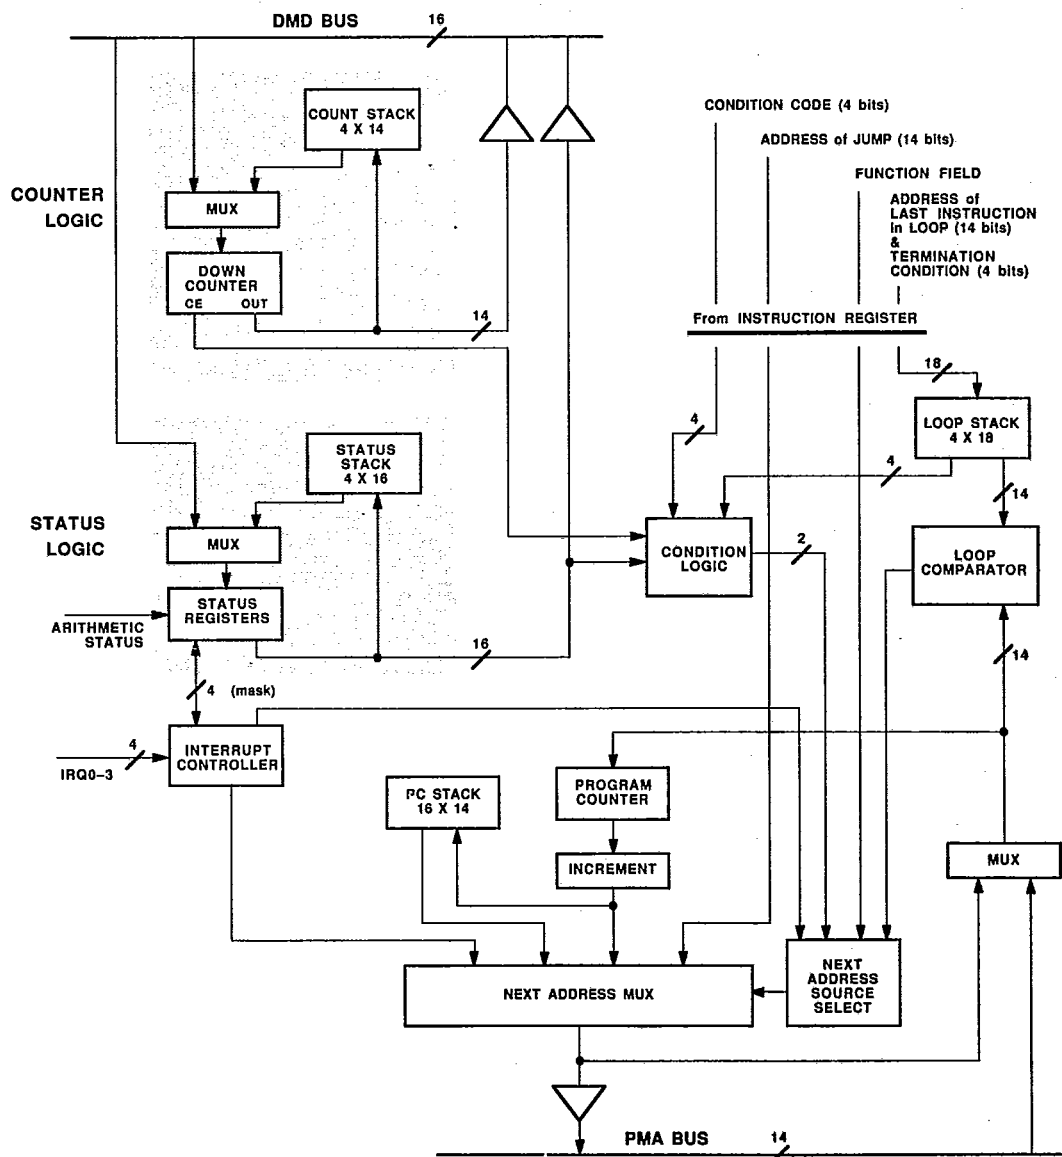 DMD BUS
16
COUNT STACK
4 X 14
CONDITION CODE (4 bits)
ADDRESS of JUMP (14 bits)
FUNCTION FIELD
ADDRESS of
LAST INSTRUCTION
in LOOP (14 bits)
&
TERMINATION
CONDITION (4 bits)
COUNTER
LOGIC
MUX
DOWN
COUNTER
CE OUT
14
From INSTRUCTION REGISTER
18
LOOP STACK
4 X 18
4
4
14
STATUS
STACK
4 X 16
STATUS
LOGIC
MUX
CONDITION
LOGIC
2
LOOP
COMPARATOR
STATUS
REGISTERS
ARITHMETIC
STATUS
16
14
4 (mask)
INTERRUPT
CONTROLLER
4
IRQ0-3
PC STACK
16 X 14
PROGRAM
COUNTER
INCREMENT
MUX
NEXT ADDRESS MUX
NEXT
ADDRESS
SOURCE
SELECT
PMA BUS
14